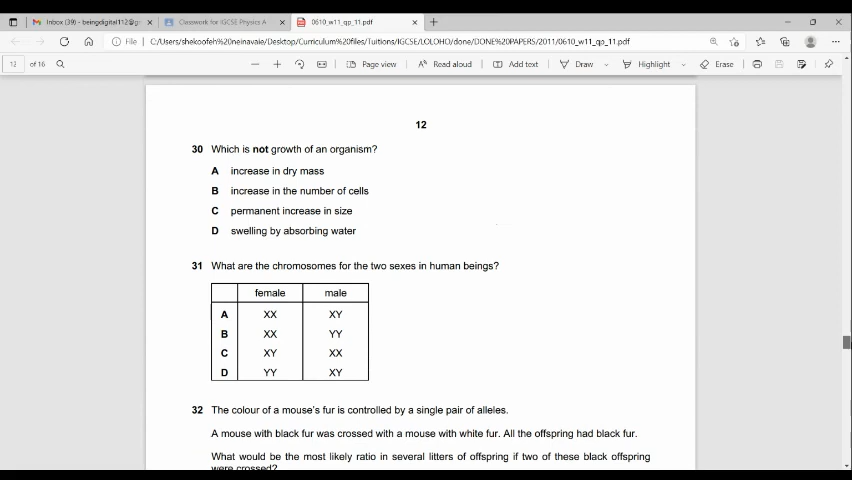 Inbox (39) - beingdigital112@g
Classwork for IGCSE Physics A
0610_w11_qp_11.pdf
File C:/Users/shekoofeh%20neinavaie/Desktop/Curriculum%20files/Tuitions/IGCSE/LOLOHO/done/DONE%20PAPERS/2011/0610_w11_qp_11.pdf
12 of 16 Page view Read aloud Add text Draw Highlight Erase
12
30 Which is not growth of an organism?
A increase in dry mass
B increase in the number of cells
C permanent increase in size
D swelling by absorbing water
31 What are the chromosomes for the two sexes in human beings?
female male
A XX XY
B XX YY
C XY XX
D YY XY
32 The colour of a mouse's fur is controlled by a single pair of alleles.
A mouse with black fur was crossed with a mouse with white fur. All the offspring had black fur.
What would be the most likely ratio in several litters of offspring if two of these black offspring
were crossed?